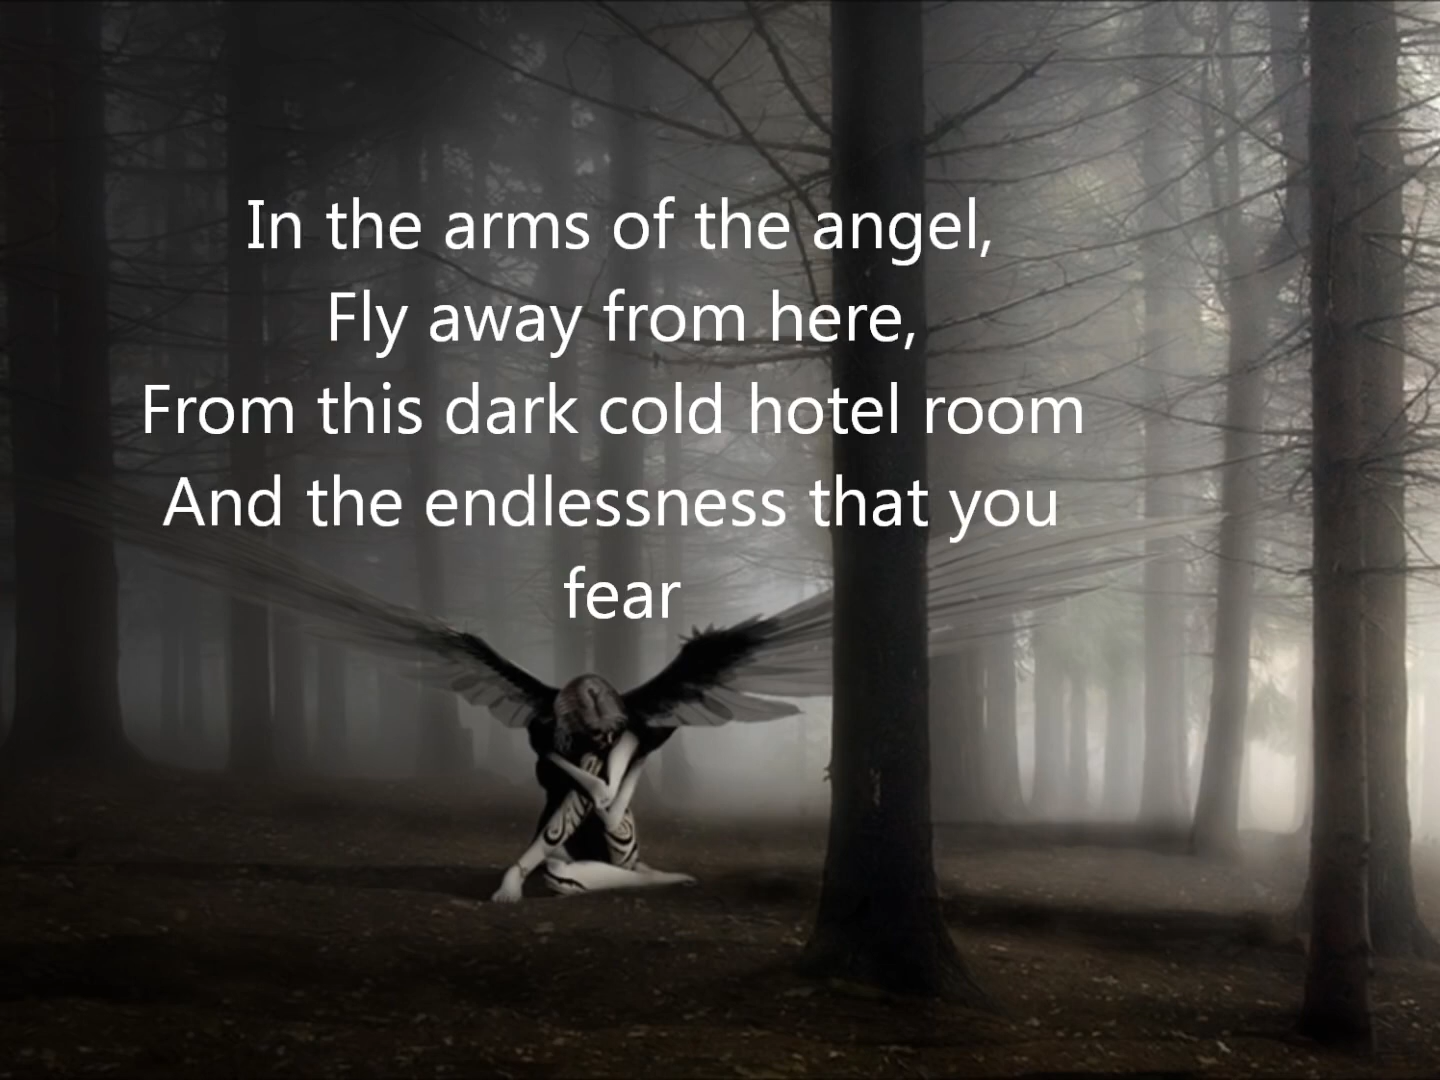 In the arms of the angel,
Fly away from here,
From this dark cold hotel room
And the endlessness that you
fear